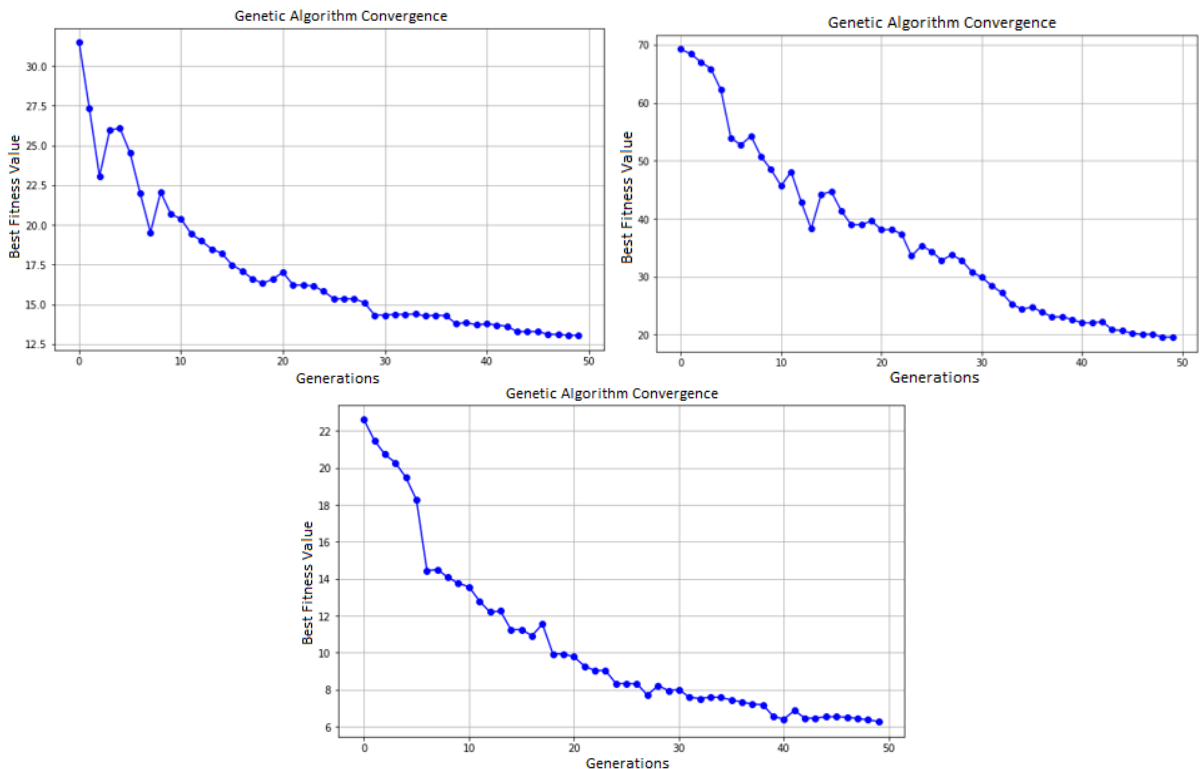 Genetic Algorithm Convergence
Best Fitness Value
30.0
27.5
25.0
22.5
20.0
17.5
15.0
12.5
0 10 20 30 40 50
Generations
Genetic Algorithm Convergence
Best Fitness Value
70
60
50
40
30
20
0 10 20 30 40 50
Generations
Genetic Algorithm Convergence
Best Fitness Value
22
20
18
16
14
12
10
8
6
0 10 20 30 40 50
Generations